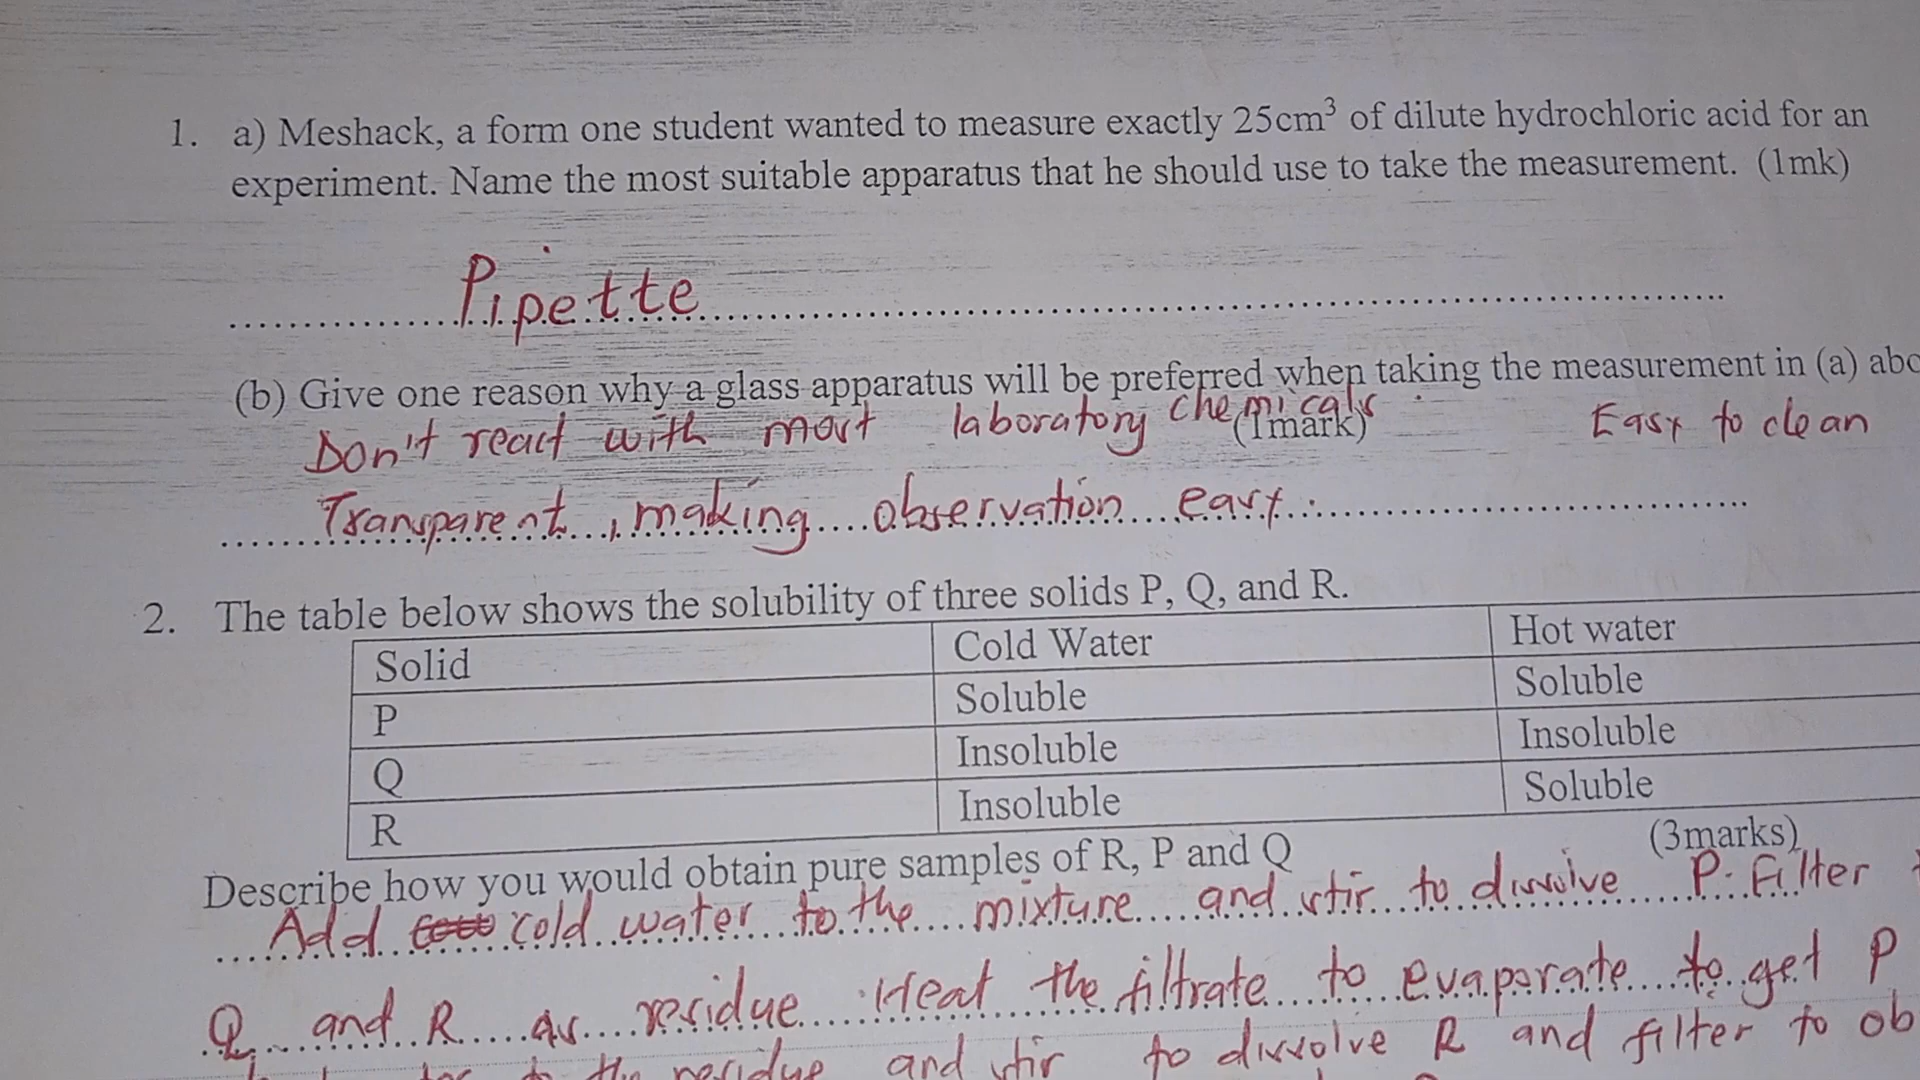 1. a) Meshack, a form one student wanted to measure exactly 25cm³ of dilute hydrochloric acid for an
experiment. Name the most suitable apparatus that he should use to take the measurement. (1mk)
Pipette
(b) Give one reason why a glass apparatus will be preferred when taking the measurement in (a) abo
(1mark)
Don't react with most laboratory chemicals. Easy to clean
Transparent, making observation easy.
2. The table below shows the solubility of three solids P, Q, and R.
Solid Cold Water Hot water
P Soluble Soluble
Q Insoluble Insoluble
R Insoluble Soluble
Describe how you would obtain pure samples of R, P and Q (3marks)
Add cold water to the mixture and stir to dissolve P. Filter
Q and R as residue. Heat the filtrate to evaporate to get P
to the residue and stir to dissolve R and filter to ob